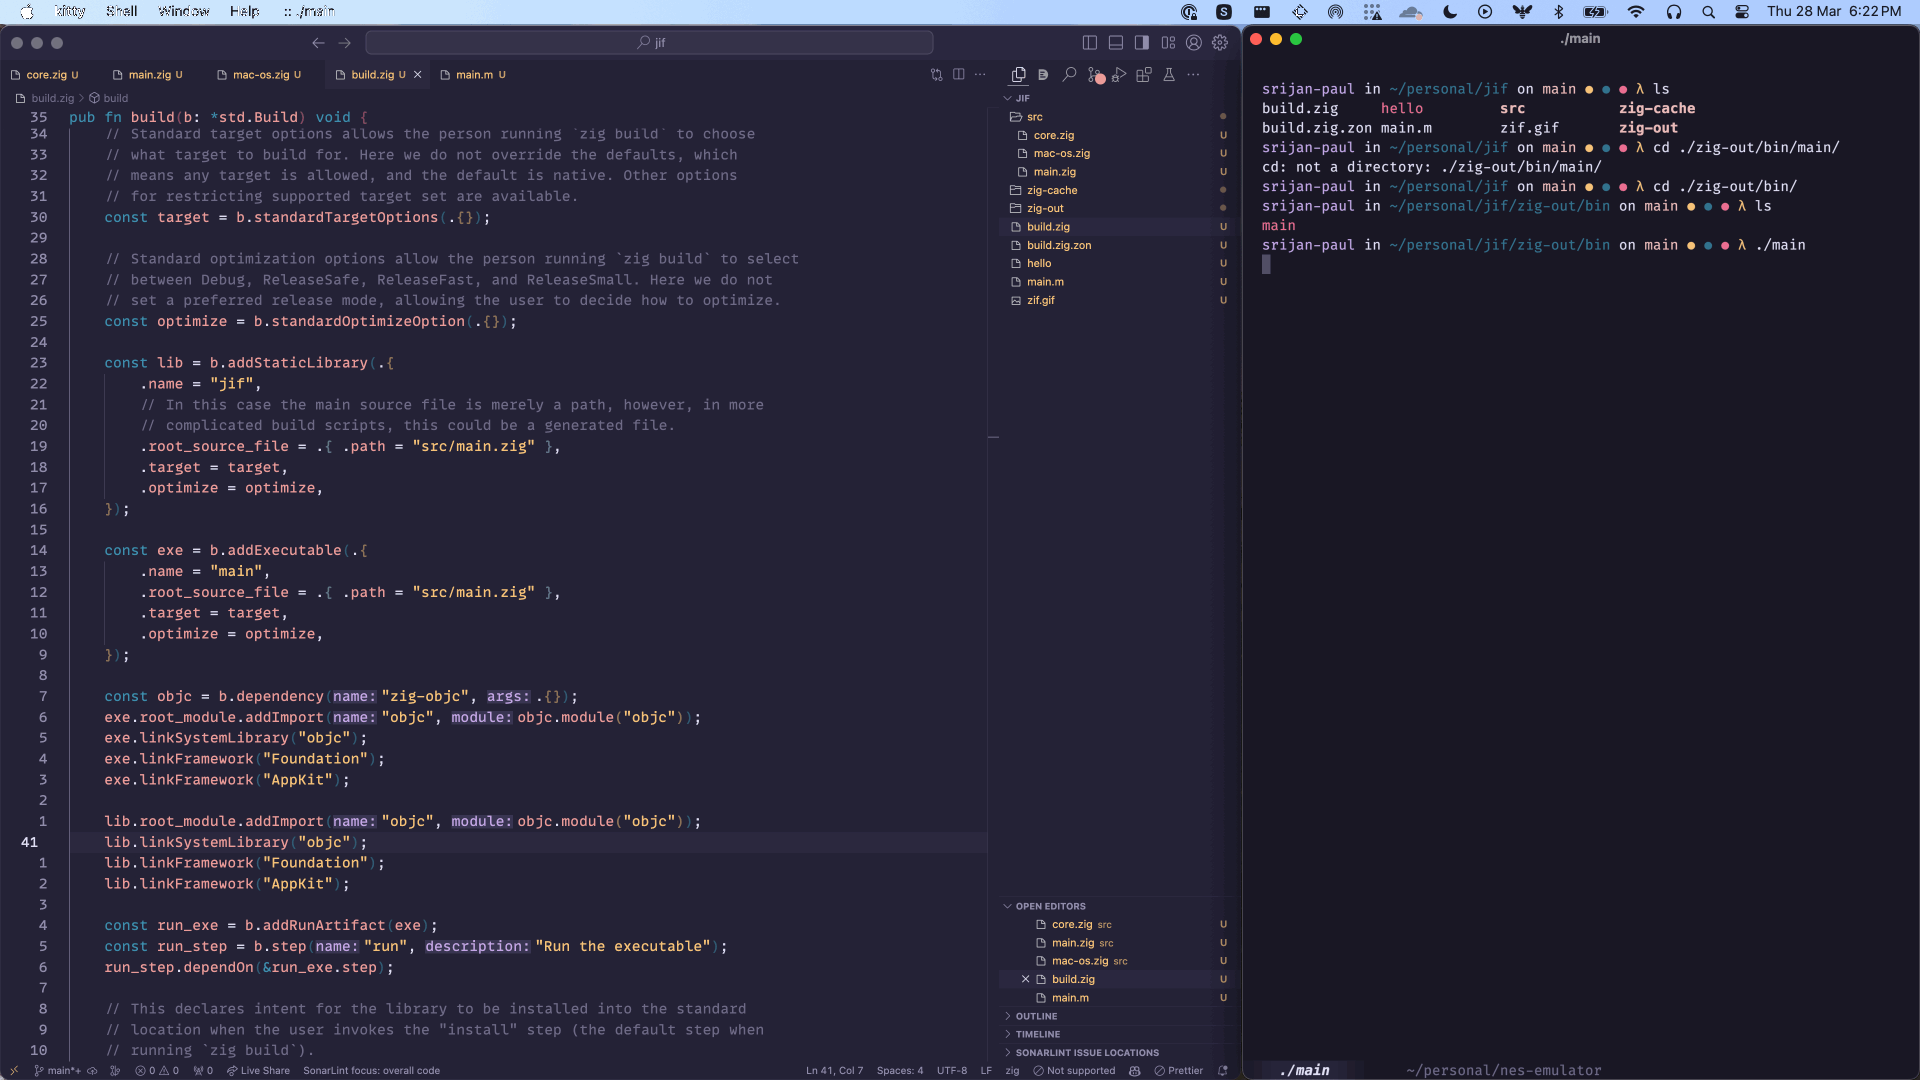 kitty Shell Window Help :: ./main
Thu 28 Mar 6:22 PM
jif
core.zig U main.zig U mac-os.zig U build.zig U main.m U
build.zig > build
35 pub fn build(b: *std.Build) void {
34 // Standard target options allows the person running `zig build` to choose
33 // what target to build for. Here we do not override the defaults, which
32 // means any target is allowed, and the default is native. Other options
31 // for restricting supported target set are available.
30 const target = b.standardTargetOptions(.{});
29
28 // Standard optimization options allow the person running `zig build` to select
27 // between Debug, ReleaseSafe, ReleaseFast, and ReleaseSmall. Here we do not
26 // set a preferred release mode, allowing the user to decide how to optimize.
25 const optimize = b.standardOptimizeOption(.{});
24
23 const lib = b.addStaticLibrary(.{
22 .name = "jif",
21 // In this case the main source file is merely a path, however, in more
20 // complicated build scripts, this could be a generated file.
19 .root_source_file = .{ .path = "src/main.zig" },
18 .target = target,
17 .optimize = optimize,
16 });
15
14 const exe = b.addExecutable(.{
13 .name = "main",
12 .root_source_file = .{ .path = "src/main.zig" },
11 .target = target,
10 .optimize = optimize,
9 });
8
7 const objc = b.dependency(name: "zig-objc", args: .{});
6 exe.root_module.addImport(name: "objc", module: objc.module("objc"));
5 exe.linkSystemLibrary("objc");
4 exe.linkFramework("Foundation");
3 exe.linkFramework("AppKit");
2
1 lib.root_module.addImport(name: "objc", module: objc.module("objc"));
41 lib.linkSystemLibrary("objc");
1 lib.linkFramework("Foundation");
2 lib.linkFramework("AppKit");
3
4 const run_exe = b.addRunArtifact(exe);
5 const run_step = b.step(name: "run", description: "Run the executable");
6 run_step.dependOn(&run_exe.step);
7
8 // This declares intent for the library to be installed into the standard
9 // location when the user invokes the "install" step (the default step when
10 // running `zig build`).
JIF
src
core.zig U
mac-os.zig U
main.zig U
zig-cache
zig-out
build.zig U
build.zig.zon U
hello U
main.m U
zif.gif U
OPEN EDITORS
core.zig src U
main.zig src U
mac-os.zig src U
build.zig U
main.m U
OUTLINE
TIMELINE
SONARLINT ISSUE LOCATIONS
main*+ 0 0 0 Live Share SonarLint focus: overall code Ln 41, Col 7 Spaces: 4 UTF-8 LF zig Not supported Prettier
./main
srijan-paul in ~/personal/jif on main ● ● ● λ ls
build.zig hello src zig-cache
build.zig.zon main.m zif.gif zig-out
srijan-paul in ~/personal/jif on main ● ● ● λ cd ./zig-out/bin/main/
cd: not a directory: ./zig-out/bin/main/
srijan-paul in ~/personal/jif on main ● ● ● λ cd ./zig-out/bin/
srijan-paul in ~/personal/jif/zig-out/bin on main ● ● ● λ ls
main
srijan-paul in ~/personal/jif/zig-out/bin on main ● ● ● λ ./main
./main ~/personal/nes-emulator